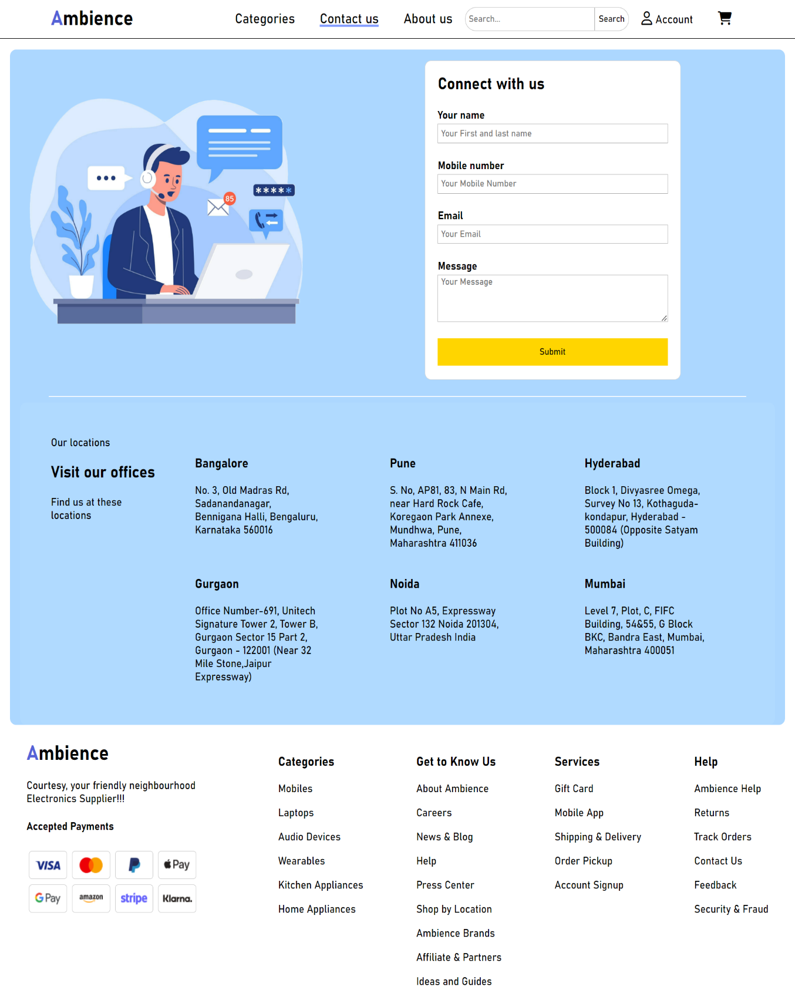 Ambience
Categories
Contact us
About us
Search...
Search
Account
Connect with us
Your name
Your First and last name
Mobile number
Your Mobile Number
Email
Your Email
Message
Your Message
Submit
85
*****
Our locations
Visit our offices
Find us at these
locations
Bangalore
No. 3, Old Madras Rd,
Sadanandanagar,
Bennigana Halli, Bengaluru,
Karnataka 560016
Pune
S. No, AP81, 83, N Main Rd,
near Hard Rock Cafe,
Koregaon Park Annexe,
Mundhwa, Pune,
Maharashtra 411036
Hyderabad
Block 1, Divyasree Omega,
Survey No 13, Kothaguda-
kondapur, Hyderabad -
500084 (Opposite Satyam
Building)
Gurgaon
Office Number-691, Unitech
Signature Tower 2, Tower B,
Gurgaon Sector 15 Part 2,
Gurgaon - 122001 (Near 32
Mile Stone,Jaipur
Expressway)
Noida
Plot No A5, Expressway
Sector 132 Noida 201304,
Uttar Pradesh India
Mumbai
Level 7, Plot, C, FIFC
Building, 54&55, G Block
BKC, Bandra East, Mumbai,
Maharashtra 400051
Ambience
Courtesy, your friendly neighbourhood
Electronics Supplier!!!
Accepted Payments
VISA
Pay
G Pay
amazon
stripe
Klarna.
Categories
Mobiles
Laptops
Audio Devices
Wearables
Kitchen Appliances
Home Appliances
Get to Know Us
About Ambience
Careers
News & Blog
Help
Press Center
Shop by Location
Ambience Brands
Affiliate & Partners
Ideas and Guides
Services
Gift Card
Mobile App
Shipping & Delivery
Order Pickup
Account Signup
Help
Ambience Help
Returns
Track Orders
Contact Us
Feedback
Security & Fraud